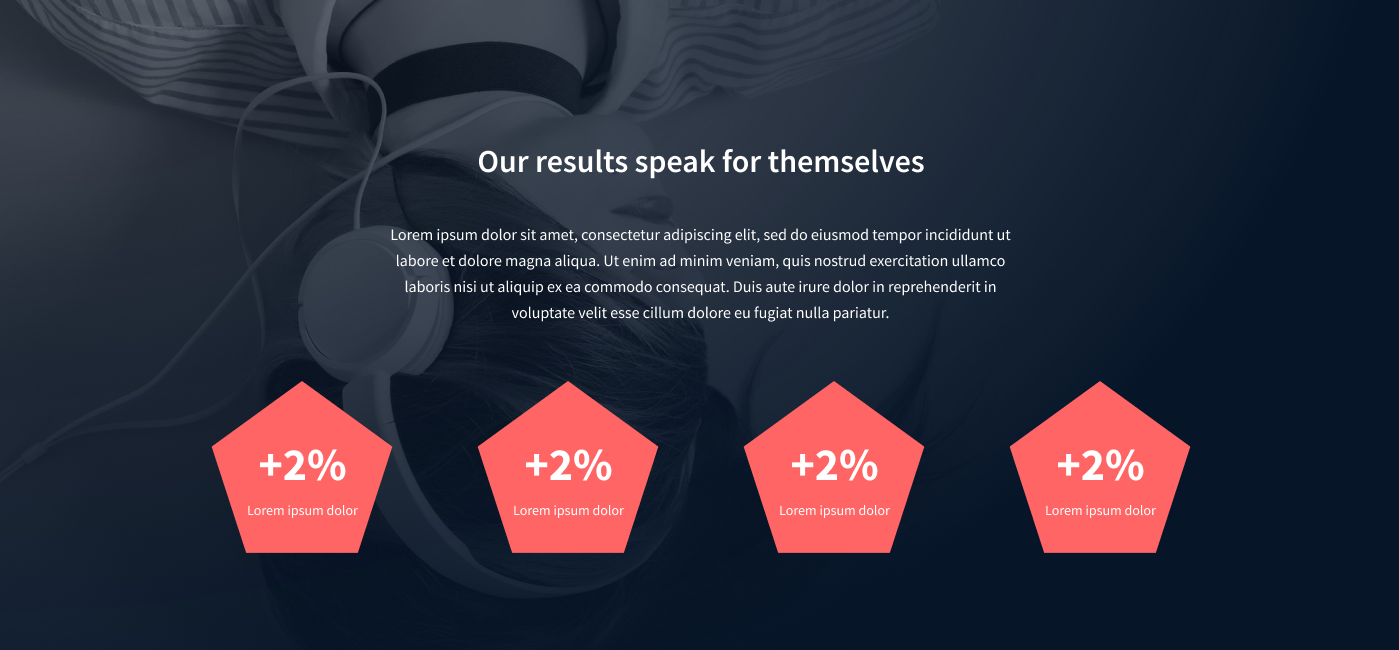 Our results speak for themselves
Lorem ipsum dolor sit amet, consectetur adipiscing elit, sed do eiusmod tempor incididunt ut
labore et dolore magna aliqua. Ut enim ad minim veniam, quis nostrud exercitation ullamco
laboris nisi ut aliquip ex ea commodo consequat. Duis aute irure dolor in reprehenderit in
voluptate velit esse cillum dolore eu fugiat nulla pariatur.
+2%
Lorem ipsum dolor
+2%
Lorem ipsum dolor
+2%
Lorem ipsum dolor
+2%
Lorem ipsum dolor